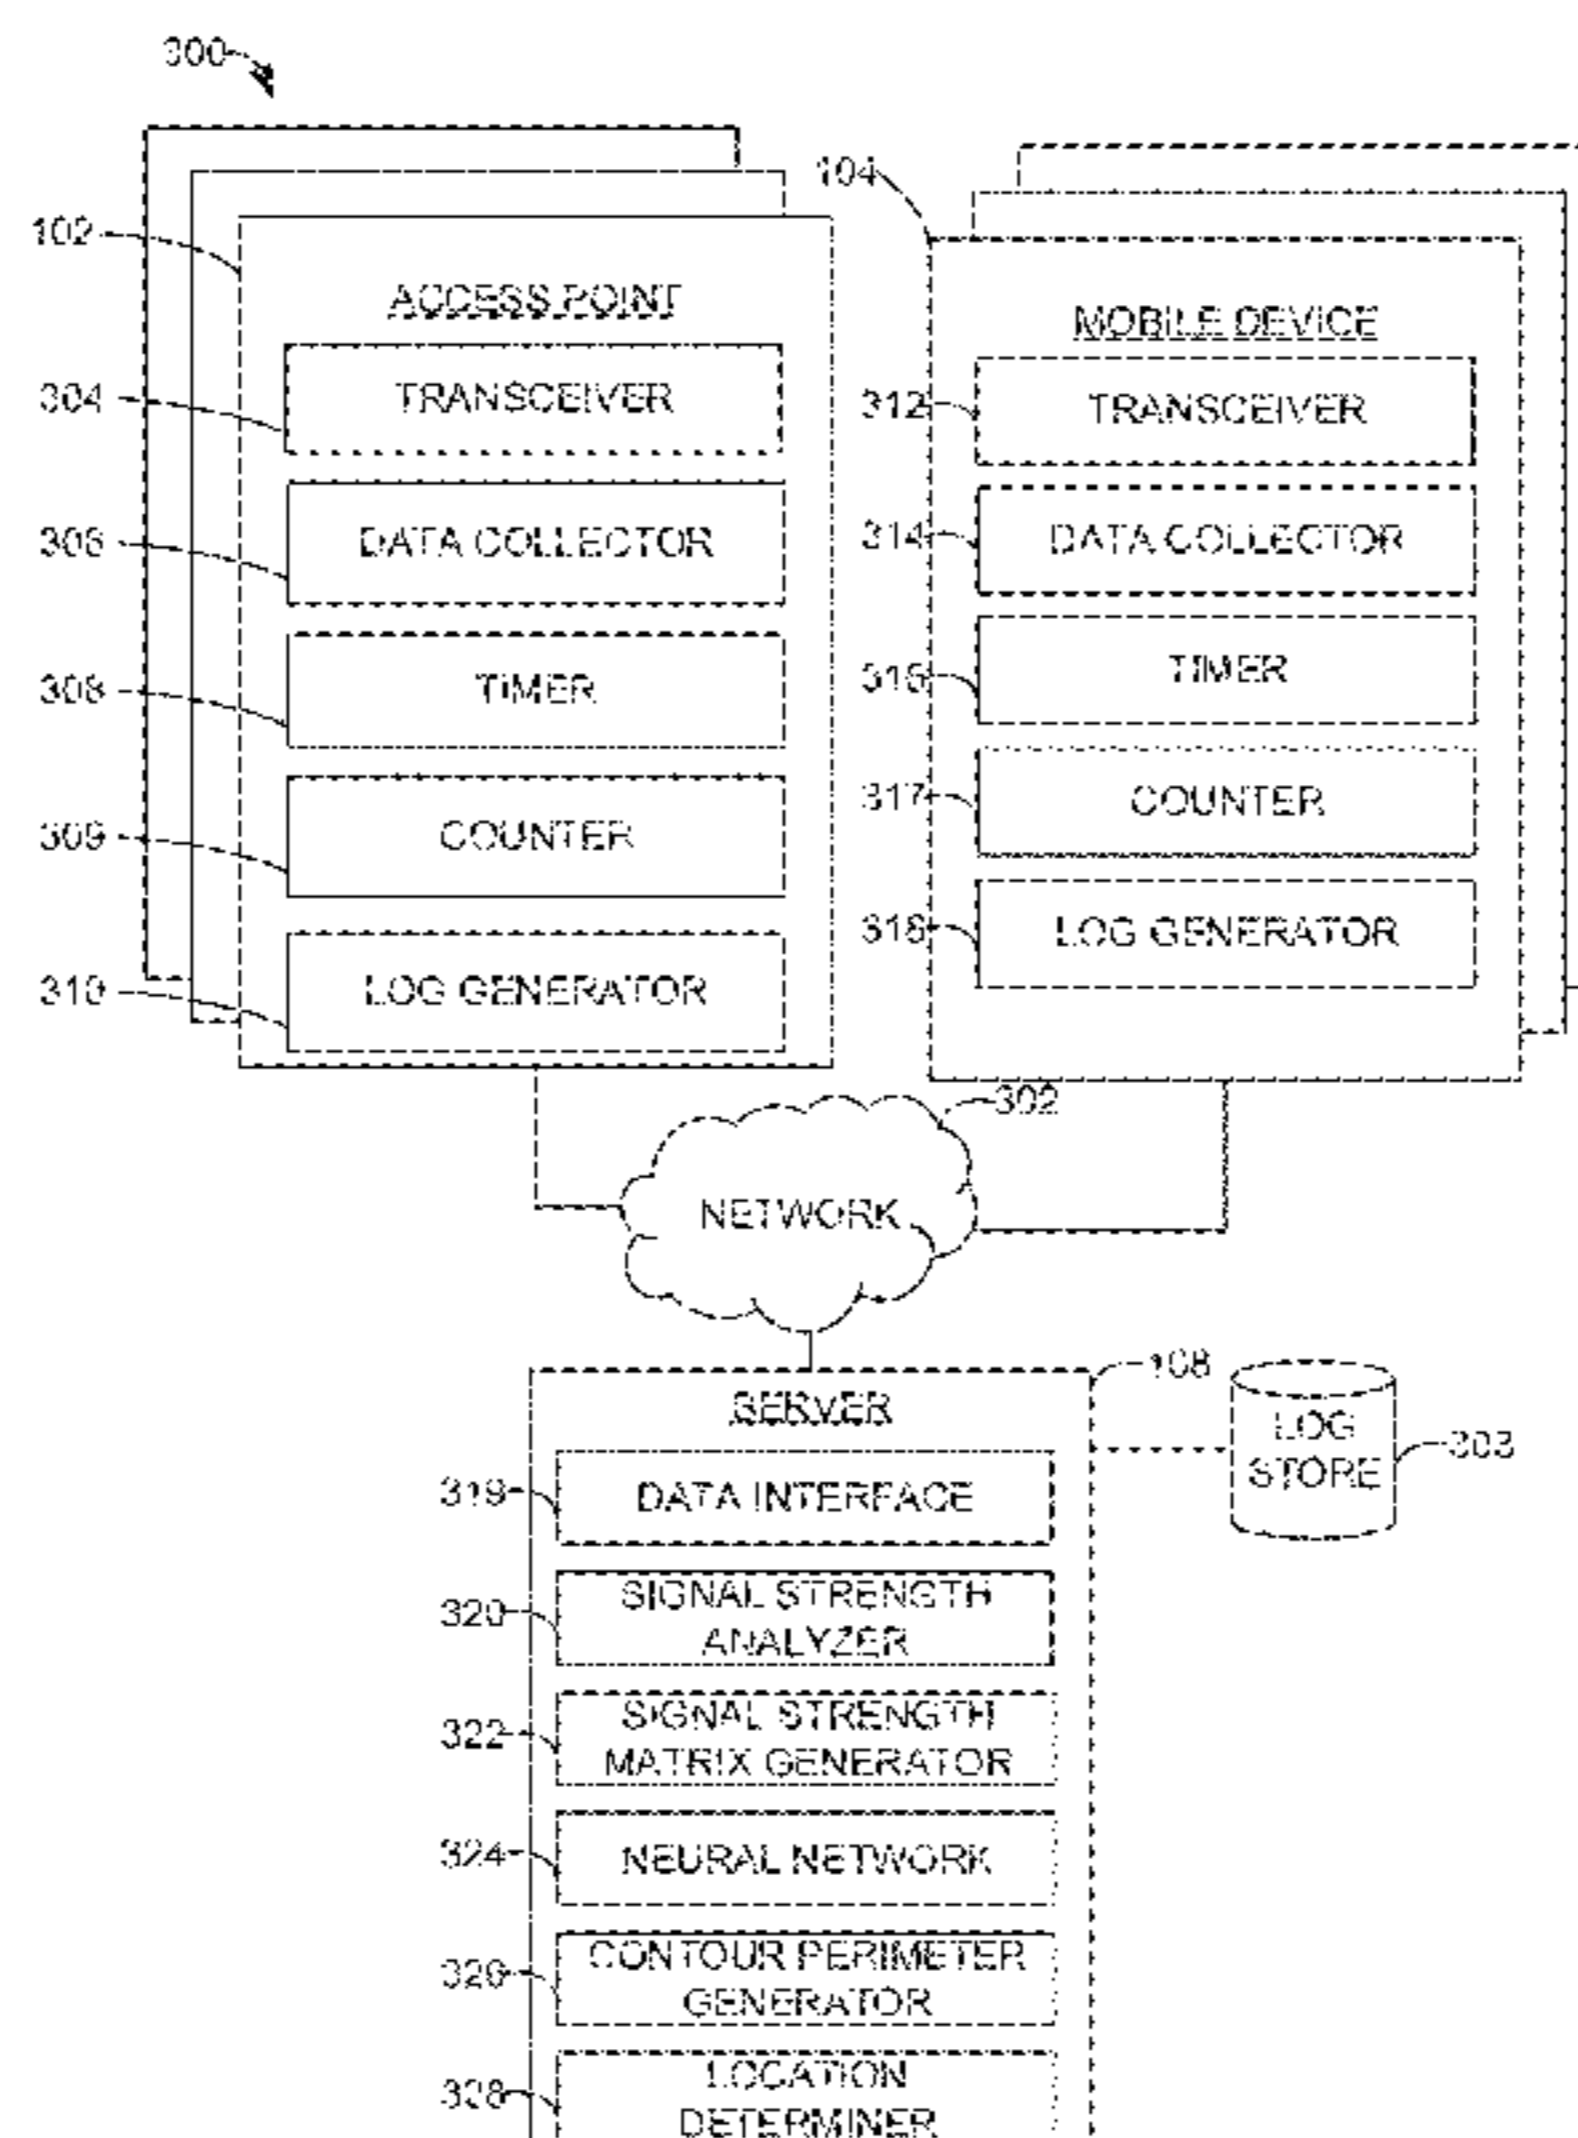 300
102
ACCESS POINT
304
TRANSCEIVER
306
DATA COLLECTOR
308
TIMER
309
COUNTER
310
LOG GENERATOR
104
MOBILE DEVICE
312
TRANSCEIVER
314
DATA COLLECTOR
316
TIMER
317
COUNTER
318
LOG GENERATOR
302
NETWORK
108
SERVER
LOG
STORE
303
319
DATA INTERFACE
320
SIGNAL STRENGTH
ANALYZER
322
SIGNAL STRENGTH
MATRIX GENERATOR
324
NEURAL NETWORK
326
CONTOUR PERIMETER
GENERATOR
328
LOCATION
DETERMINER